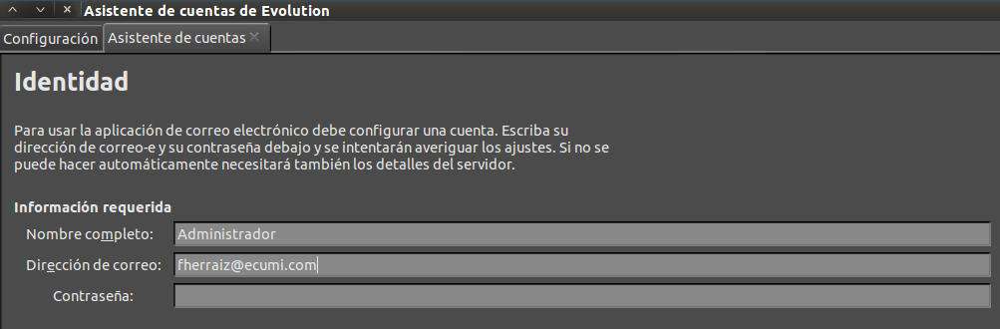 Asistente de cuentas de Evolution
Configuración Asistente de cuentas
Identidad
Para usar la aplicación de correo electrónico debe configurar una cuenta. Escriba su
dirección de correo-e y su contraseña debajo y se intentarán averiguar los ajustes. Si no se
puede hacer automáticamente necesitará también los detalles del servidor.
Información requerida
Nombre completo: Administrador
Dirección de correo: fherraiz@ecumi.com
Contraseña: